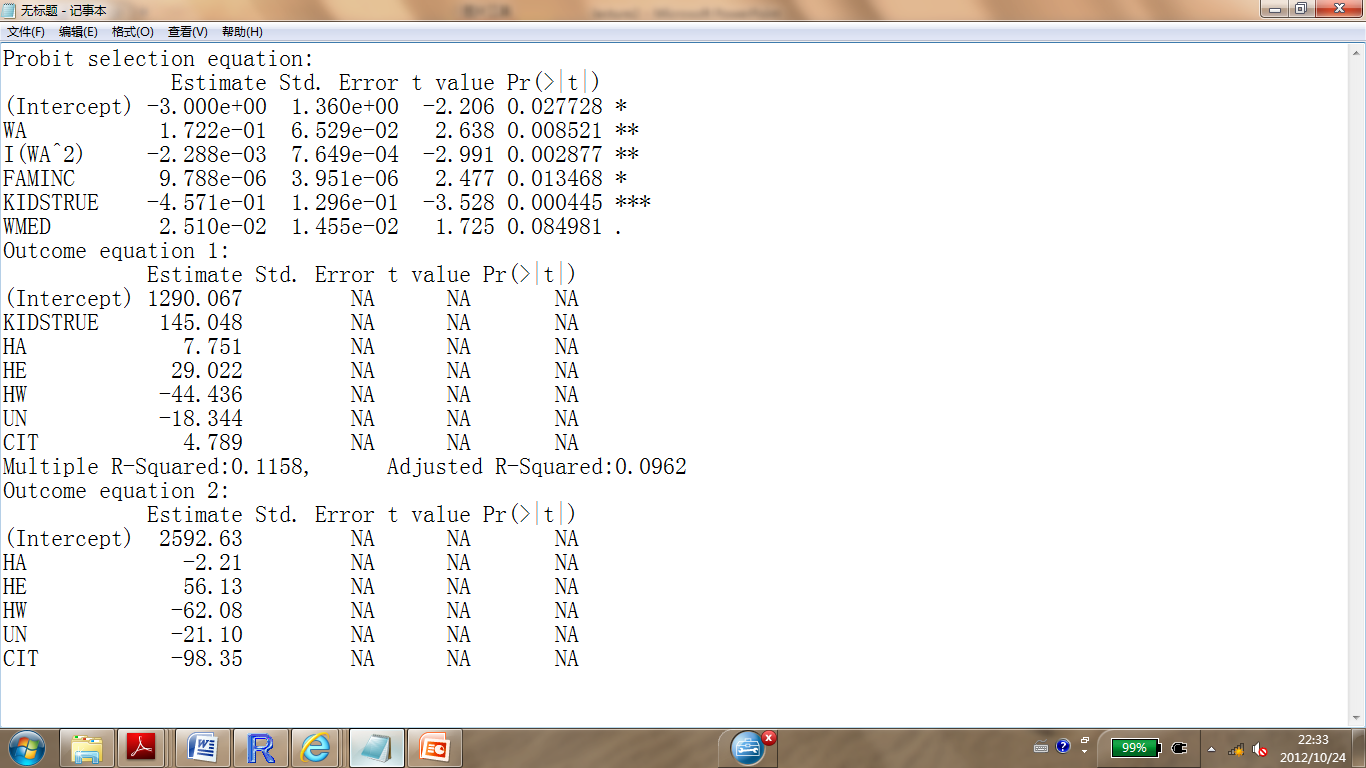 无标题 - 记事本
文件(F) 编辑(E) 格式(O) 查看(V) 帮助(H)
Probit selection equation:
Estimate Std. Error t value Pr(>|t|)
(Intercept) -3.000e+00 1.360e+00 -2.206 0.027728 *
WA 1.722e-01 6.529e-02 2.638 0.008521 **
I(WA^2) -2.288e-03 7.649e-04 -2.991 0.002877 **
FAMINC 9.788e-06 3.951e-06 2.477 0.013468 *
KIDSTRUE -4.571e-01 1.296e-01 -3.528 0.000445 ***
WMED 2.510e-02 1.455e-02 1.725 0.084981 .
Outcome equation 1:
Estimate Std. Error t value Pr(>|t|)
(Intercept) 1290.067 NA NA NA
KIDSTRUE 145.048 NA NA NA
HA 7.751 NA NA NA
HE 29.022 NA NA NA
HW -44.436 NA NA NA
UN -18.344 NA NA NA
CIT 4.789 NA NA NA
Multiple R-Squared:0.1158, Adjusted R-Squared:0.0962
Outcome equation 2:
Estimate Std. Error t value Pr(>|t|)
(Intercept) 2592.63 NA NA NA
HA -2.21 NA NA NA
HE 56.13 NA NA NA
HW -62.08 NA NA NA
UN -21.10 NA NA NA
CIT -98.35 NA NA NA
99%
22:33
2012/10/24